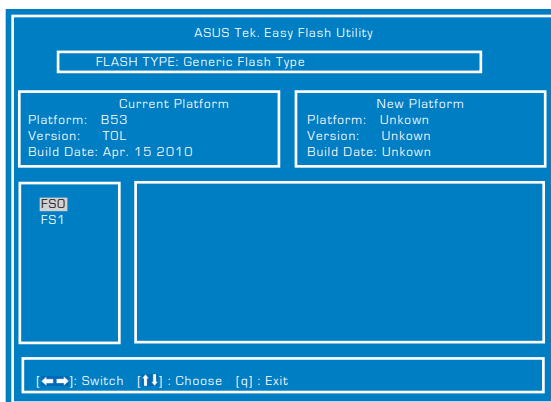 ASUS Tek. Easy Flash Utility
FLASH TYPE: Generic Flash Type
Current Platform
Platform: B53
Version: TOL
Build Date: Apr. 15 2010
New Platform
Platform: Unkown
Version: Unkown
Build Date: Unkown
FS0
FS1
[←→]: Switch [↑↓] : Choose [q] : Exit